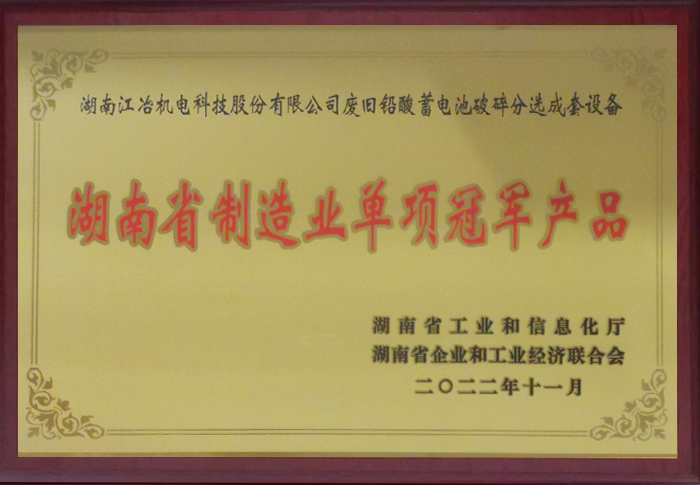 湖南江冶机电科技股份有限公司废旧铅酸蓄电池破碎分选成套设备
湖南省制造业单项冠军产品
湖南省工业和信息化厅
湖南省企业和工业经济联合会
二〇二二年十一月